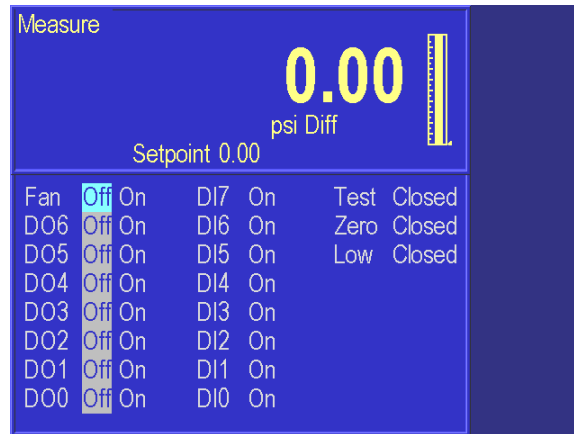 Measure
0.00
psi Diff
Setpoint 0.00
Fan Off On DI7 On Test Closed
DO6 Off On DI6 On Zero Closed
DO5 Off On DI5 On Low Closed
DO4 Off On DI4 On
DO3 Off On DI3 On
DO2 Off On DI2 On
DO1 Off On DI1 On
DO0 Off On DI0 On